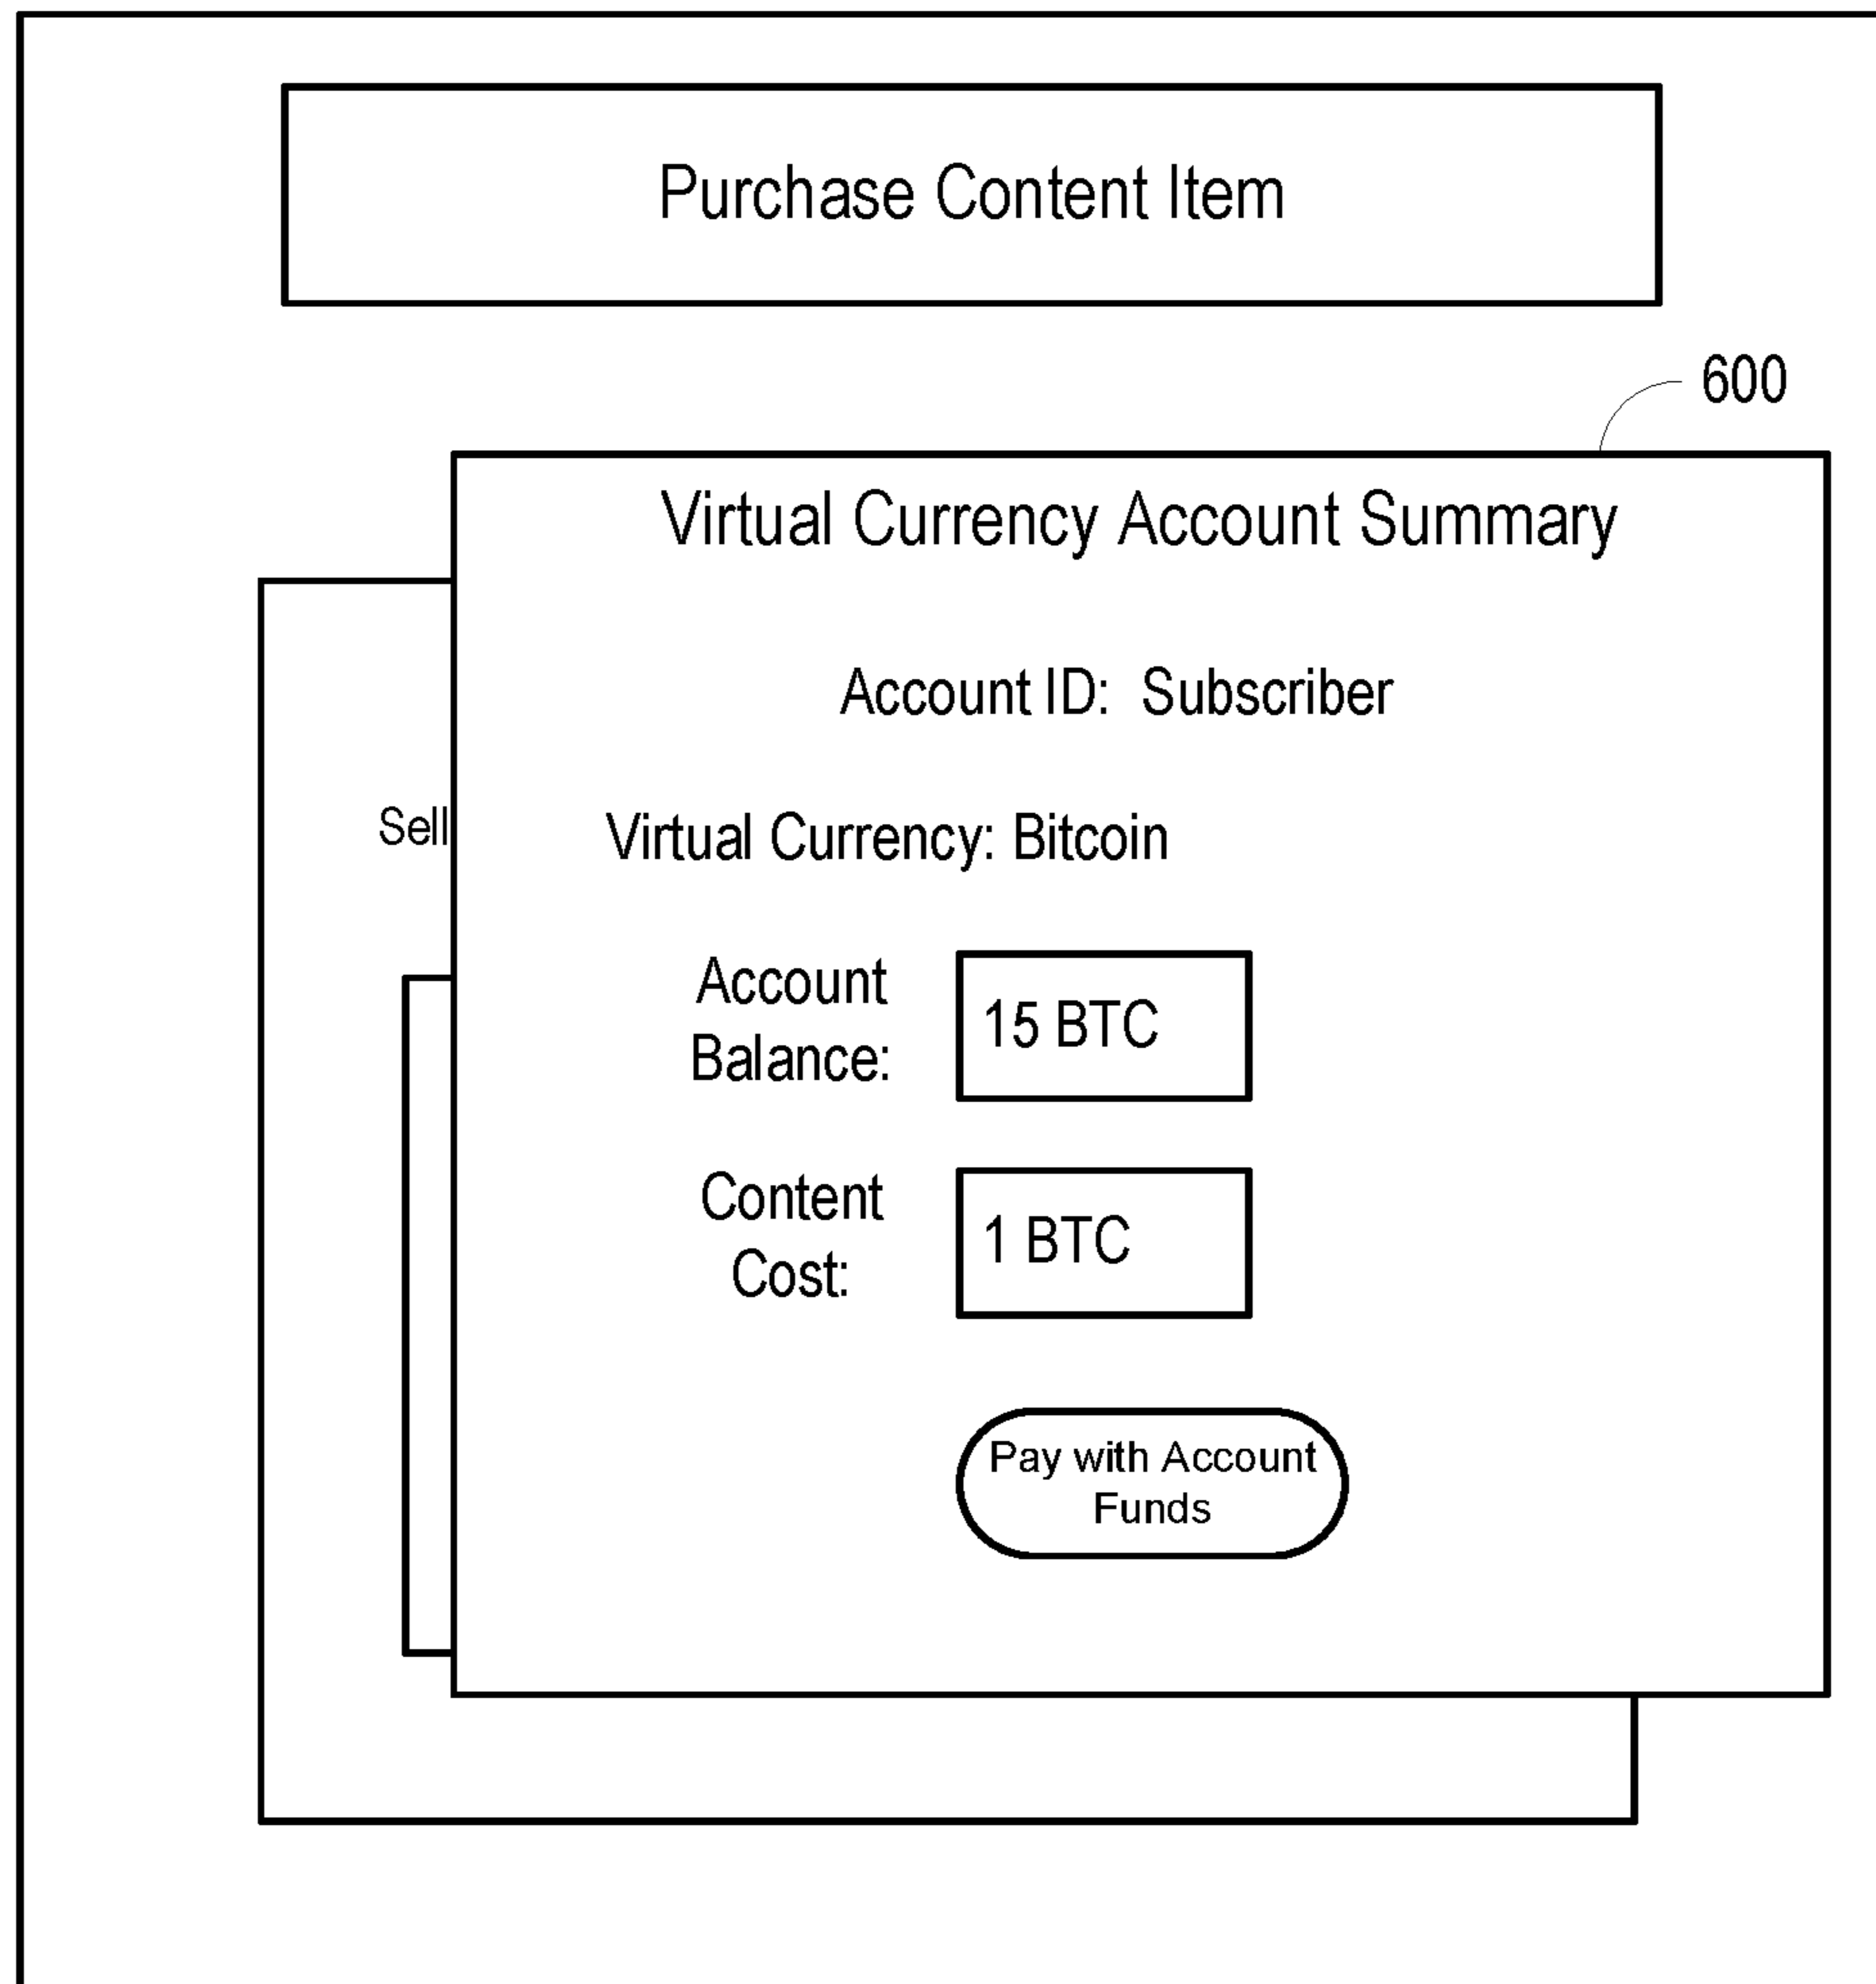 Purchase Content Item
600
Virtual Currency Account Summary
Account ID: Subscriber
Sell
Virtual Currency: Bitcoin
Account
Balance:
15 BTC
Content
Cost:
1 BTC
Pay with Account
Funds